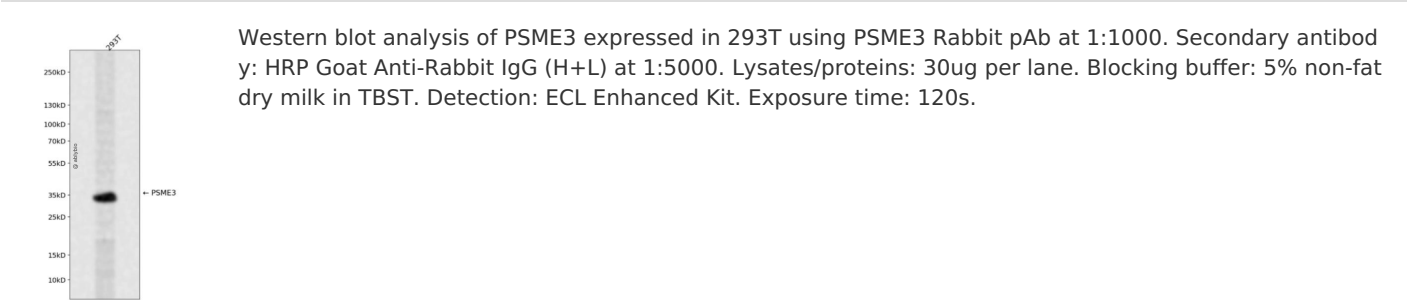 293T
250kD
130kD
100kD
70kD
55kD
35kD
25kD
15kD
10kD
← PSME3
Western blot analysis of PSME3 expressed in 293T using PSME3 Rabbit pAb at 1:1000. Secondary antibod
y: HRP Goat Anti-Rabbit IgG (H+L) at 1:5000. Lysates/proteins: 30ug per lane. Blocking buffer: 5% non-fat
dry milk in TBST. Detection: ECL Enhanced Kit. Exposure time: 120s.